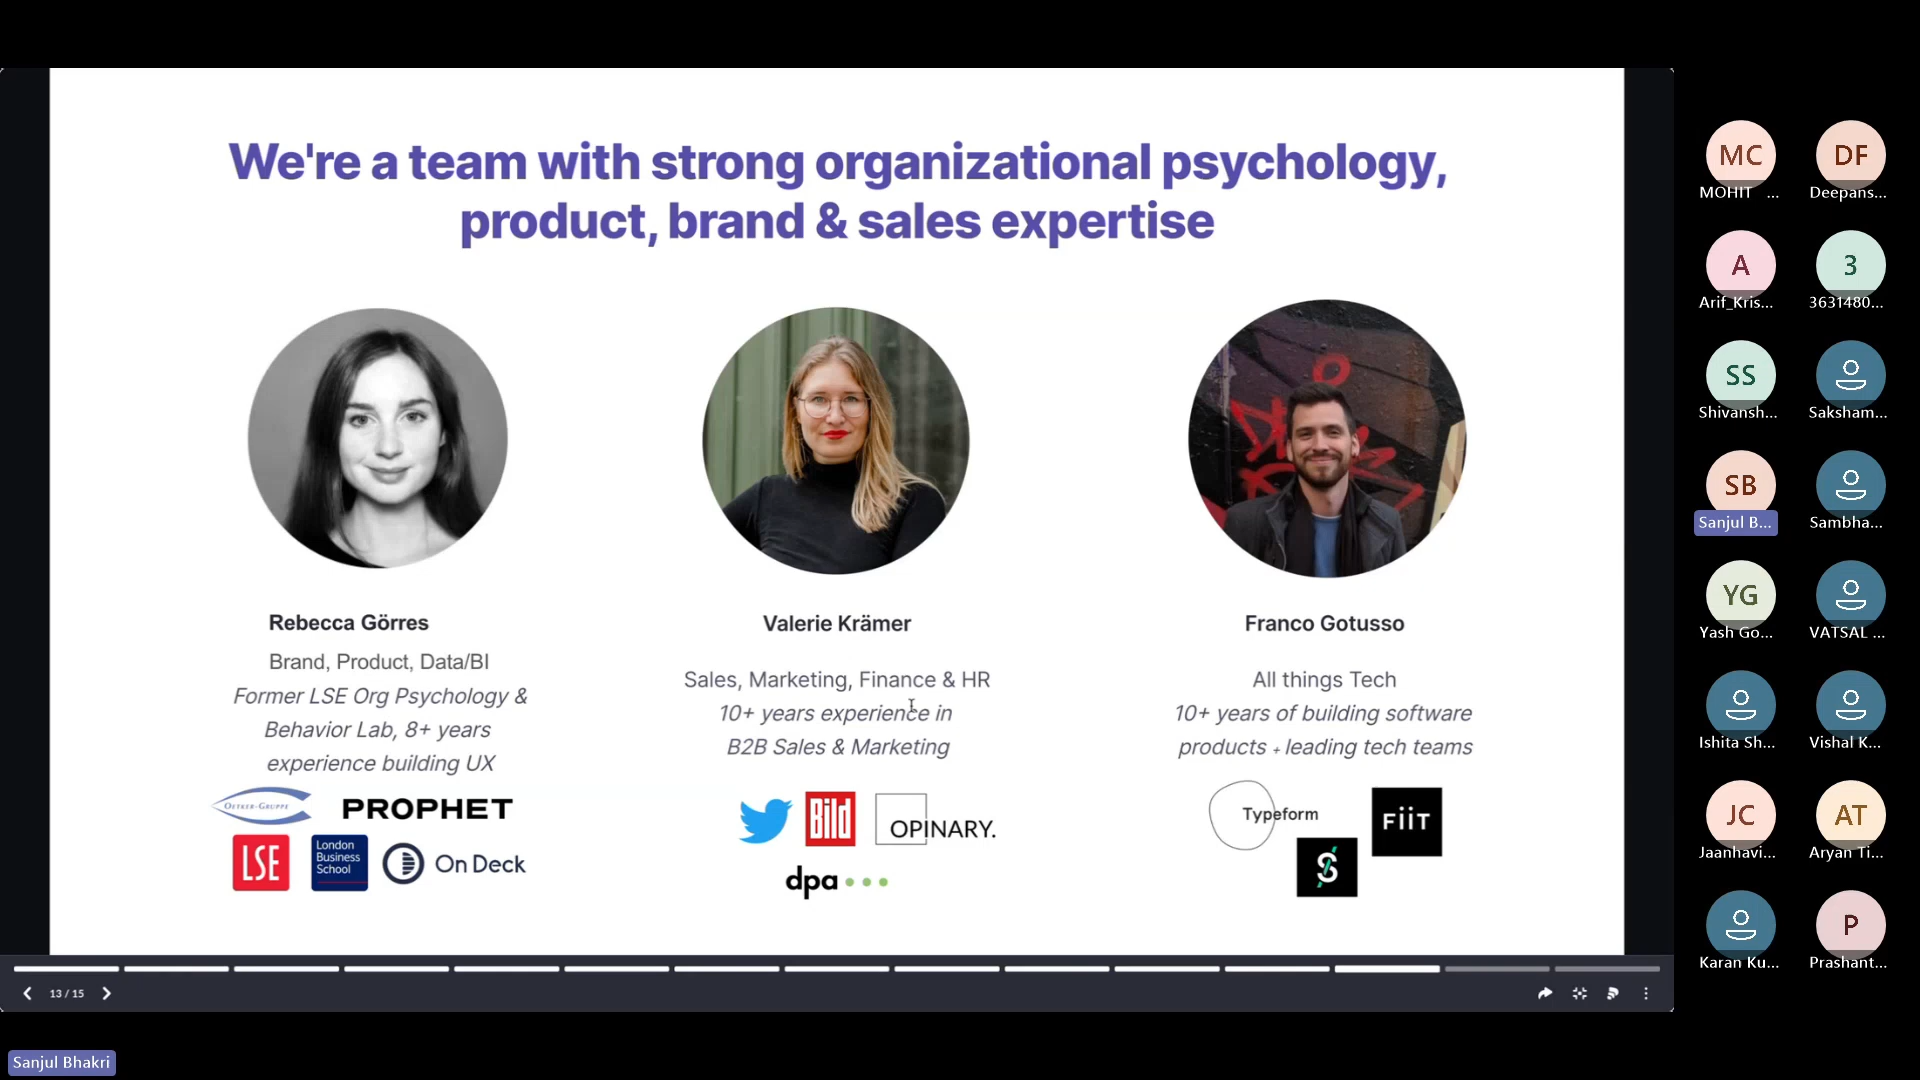 We're a team with strong organizational psychology,
product, brand & sales expertise
Rebecca Görres
Brand, Product, Data/BI
Former LSE Org Psychology &
Behavior Lab, 8+ years
experience building UX
OETKER-GRUPPE
PROPHET
LSE
London
Business
School
On Deck
Valerie Krämer
Sales, Marketing, Finance & HR
10+ years experience in
B2B Sales & Marketing
Bild
OPINARY.
dpa
Franco Gotusso
All things Tech
10+ years of building software
products + leading tech teams
Typeform
FiiT
S
13 / 15
MC
MOHIT ...
DF
Deepans...
A
Arif_Kris...
3
3631480...
SS
Shivansh...
Saksham...
SB
Sanjul B...
Sambha...
YG
Yash Go...
VATSAL ...
Ishita Sh...
Vishal K...
JC
Jaanhavi...
AT
Aryan Ti...
Karan Ku...
P
Prashant...
Sanjul Bhakri